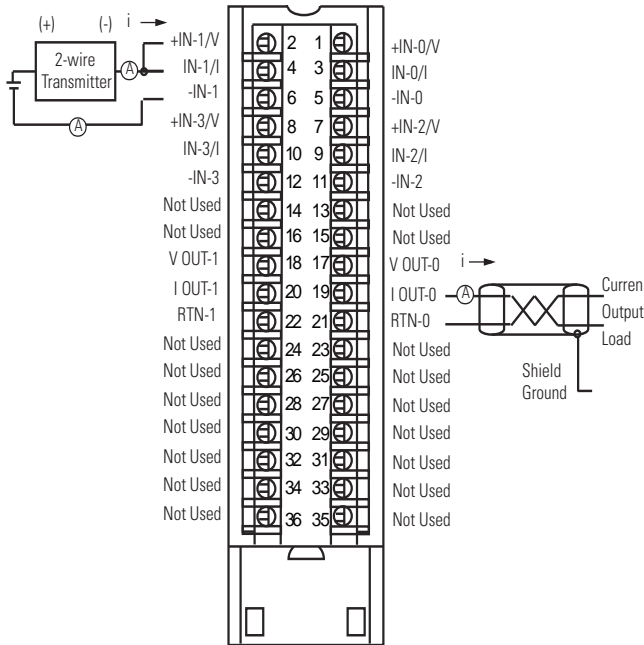 (+) (-) i
2-wire
Transmitter
A
A
+IN-1/V 2 1 +IN-0/V
IN-1/I 4 3 IN-0/I
-IN-1 6 5 -IN-0
+IN-3/V 8 7 +IN-2/V
IN-3/I 10 9 IN-2/I
-IN-3 12 11 -IN-2
Not Used 14 13 Not Used
Not Used 16 15 Not Used
V OUT-1 18 17 V OUT-0 i
I OUT-1 20 19 I OUT-0 A Curren
RTN-1 22 21 RTN-0 Output
Load
Not Used 24 23 Not Used
Not Used 26 25 Not Used
Not Used 28 27 Not Used
Not Used 30 29 Not Used
Not Used 32 31 Not Used
Not Used 34 33 Not Used
Not Used 36 35 Not Used
Shield
Ground